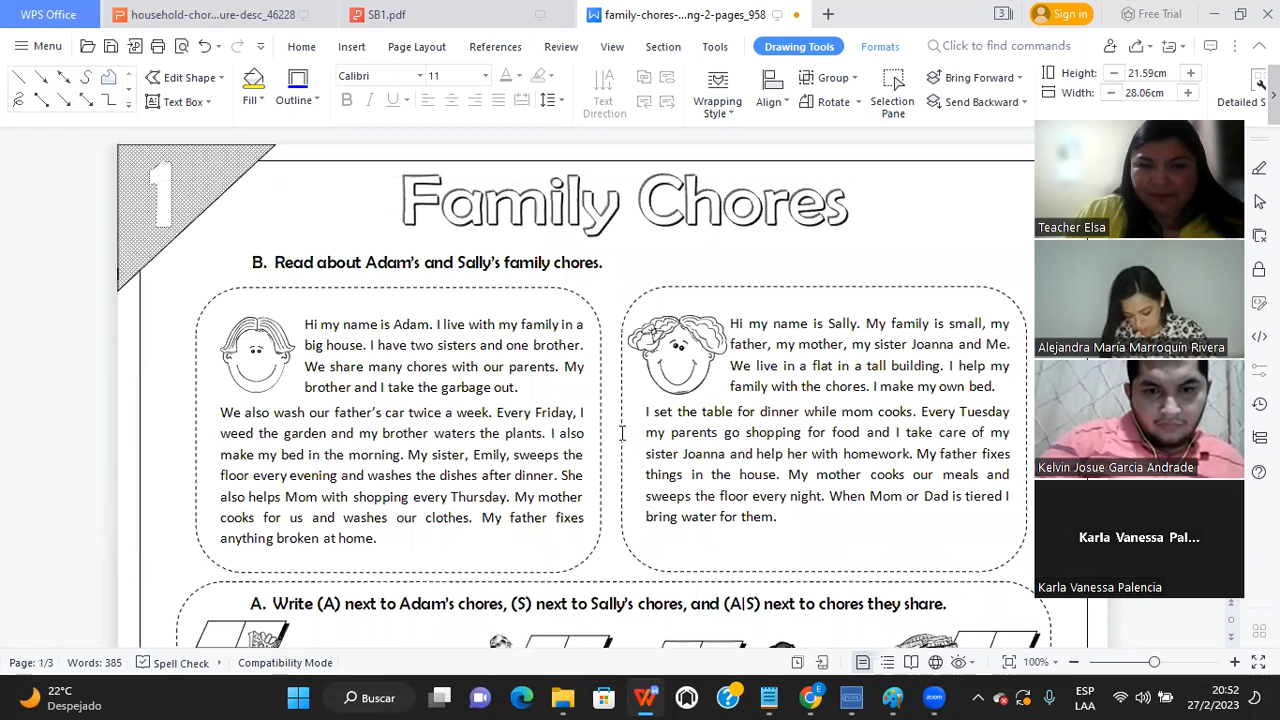 WPS Office
household-chor...ure-desc_46228
SB1.pdf
family-chores-...ng-2-pages_958
3
Sign in
Free Trial
Menu
Home
Insert
Page Layout
References
Review
View
Section
Tools
Drawing Tools
Formats
Click to find commands
Edit Shape
Text Box
Fill
Outline
Calibri
11
A
B I U
Text
Direction
Wrapping
Style
Align
Group
Rotate
Selection
Pane
Bring Forward
Send Backward
Height: 21.59cm
Width: 28.06cm
Detailed S
1
Family Chores
B. Read about Adam's and Sally's family chores.
Hi my name is Adam. I live with my family in a
big house. I have two sisters and one brother.
We share many chores with our parents. My
brother and I take the garbage out.
We also wash our father's car twice a week. Every Friday, I
weed the garden and my brother waters the plants. I also
make my bed in the morning. My sister, Emily, sweeps the
floor every evening and washes the dishes after dinner. She
also helps Mom with shopping every Thursday. My mother
cooks for us and washes our clothes. My father fixes
anything broken at home.
Hi my name is Sally. My family is small, my
father, my mother, my sister Joanna and Me.
We live in a flat in a tall building. I help my
family with the chores. I make my own bed.
I set the table for dinner while mom cooks. Every Tuesday
my parents go shopping for food and I take care of my
sister Joanna and help her with homework. My father fixes
things in the house. My mother cooks our meals and
sweeps the floor every night. When Mom or Dad is tiered I
bring water for them.
A. Write (A) next to Adam's chores, (S) next to Sally's chores, and (A|S) next to chores they share.
Teacher Elsa
Alejandra María Marroquín Rivera
Kelvin Josue Garcia Andrade
Karla Vanessa Pal...
Karla Vanessa Palencia
Page: 1/3
Words: 385
Spell Check
Compatibility Mode
100%
22°C
Despejado
Buscar
ESP
LAA
20:52
27/2/2023